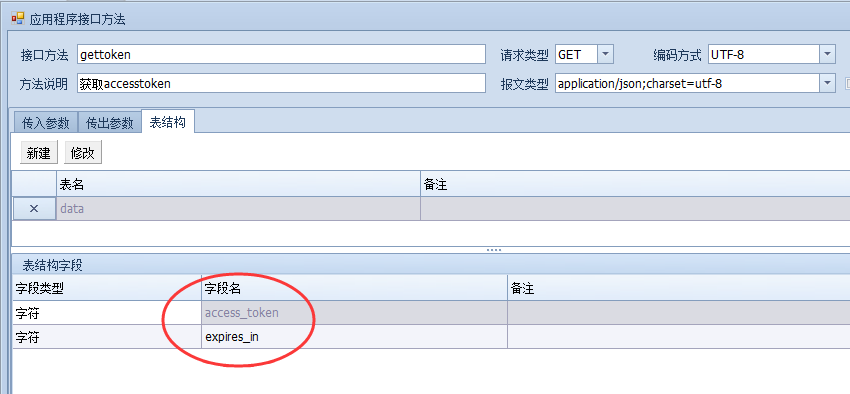 应用程序接口方法
接口方法 gettoken 请求类型 GET 编码方式 UTF-8
方法说明 获取accesstoken 报文类型 application/json;charset=utf-8
传入参数 传出参数 表结构
新建 修改
表名 备注
× data
表结构字段
字段类型 字段名 备注
字符 access_token
字符 expires_in